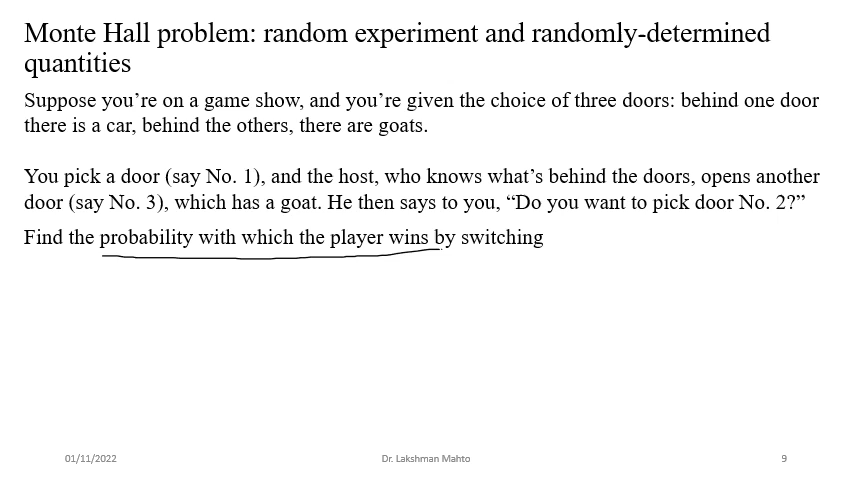 Monte Hall problem: random experiment and randomly-determined
quantities
Suppose you’re on a game show, and you’re given the choice of three doors: behind one door
there is a car, behind the others, there are goats.
You pick a door (say No. 1), and the host, who knows what’s behind the doors, opens another
door (say No. 3), which has a goat. He then says to you, “Do you want to pick door No. 2?”
Find the probability with which the player wins by switching
01/11/2022
Dr. Lakshman Mahto
9